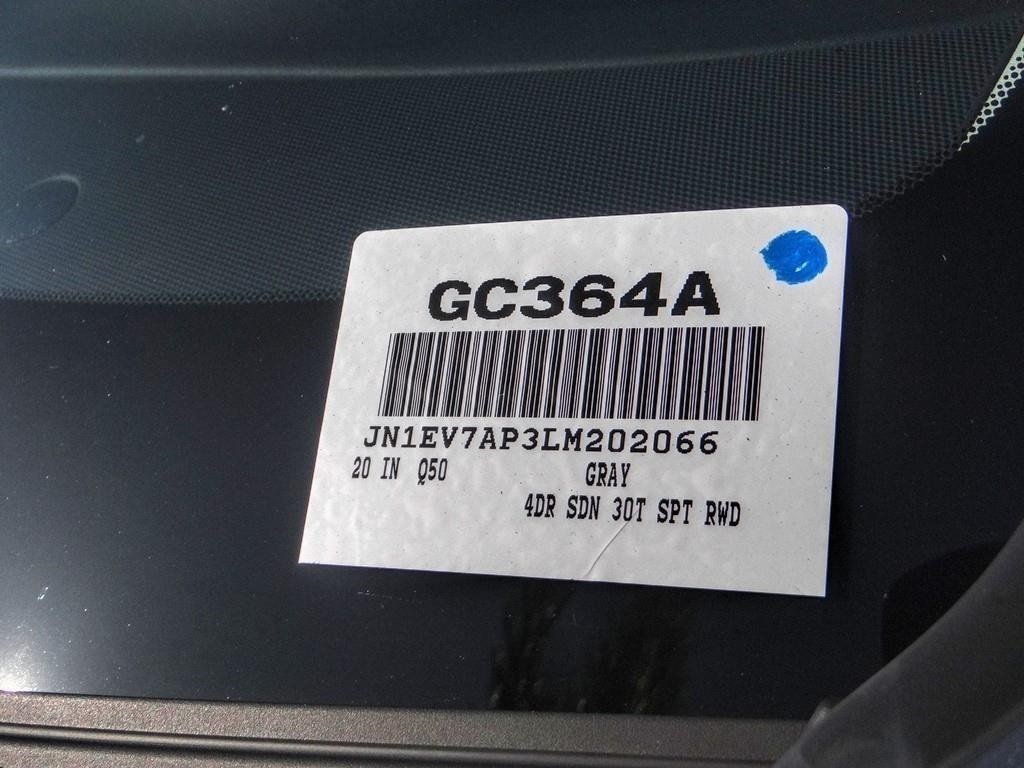 GC364A
JN1EV7AP3LM202066
20 IN Q50 GRAY
4DR SDN 30T SPT RWD